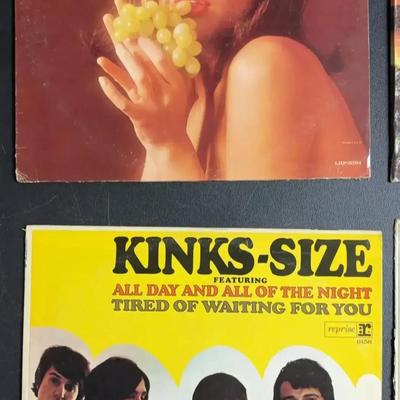 KINKS-SIZE
FEATURING
ALL DAY AND ALL OF THE NIGHT
TIRED OF WAITING FOR YOU
reprise